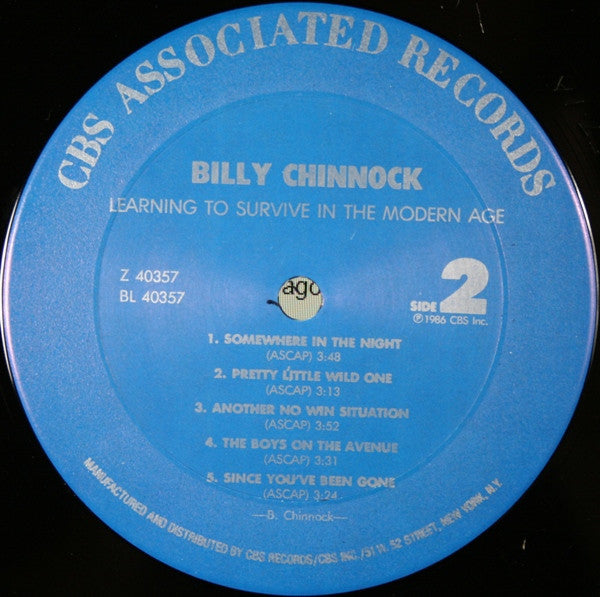 CBS ASSOCIATED RECORDS
BILLY CHINNOCK
LEARNING TO SURVIVE IN THE MODERN AGE
Z 40357
BL 40357
ago
SIDE 2
℗1986 CBS Inc.
1. SOMEWHERE IN THE NIGHT
(ASCAP) 3:48
2. PRETTY LITTLE WILD ONE
(ASCAP) 3:13
3. ANOTHER NO WIN SITUATION
(ASCAP) 3:52
4. THE BOYS ON THE AVENUE
(ASCAP) 3:31
5. SINCE YOU'VE BEEN GONE
(ASCAP) 3:24
—B. Chinnock—
MANUFACTURED AND DISTRIBUTED BY CBS RECORDS/CBS INC./51 W. 52 STREET, NEW YORK, N.Y.